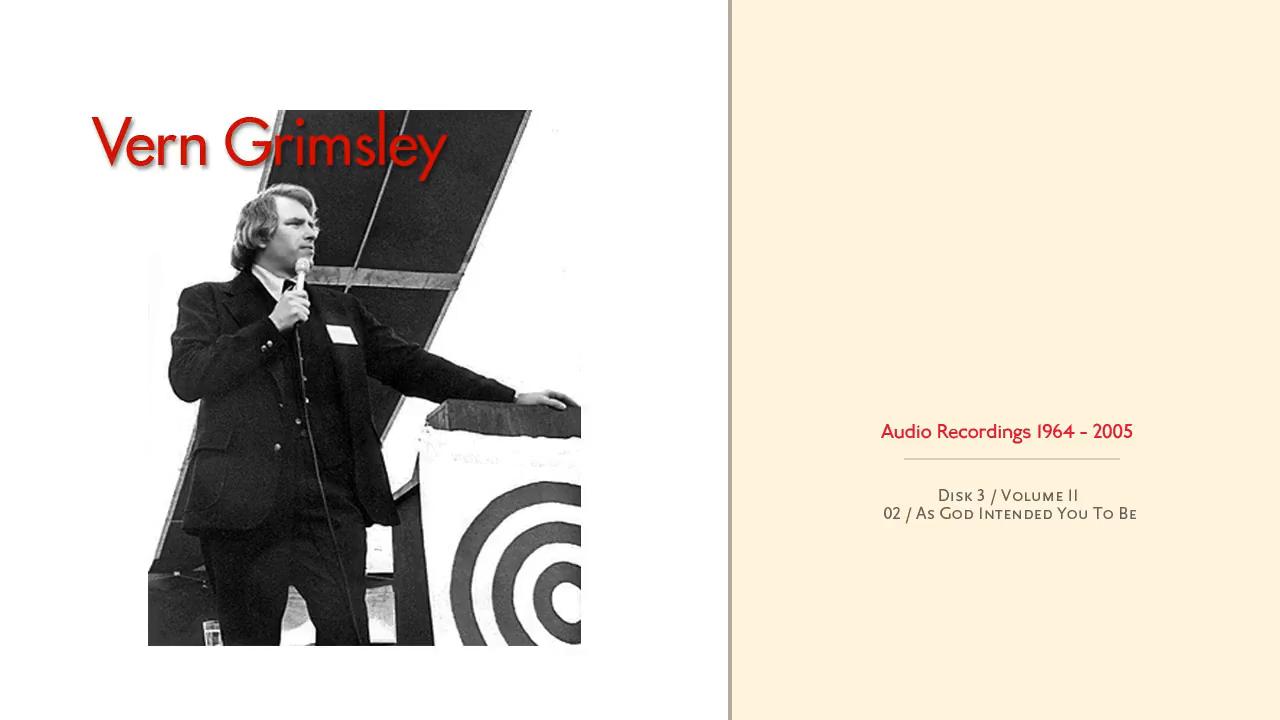 Vern Grimsley
Audio Recordings 1964 - 2005
Disk 3 / Volume II
02 / As God Intended You To Be